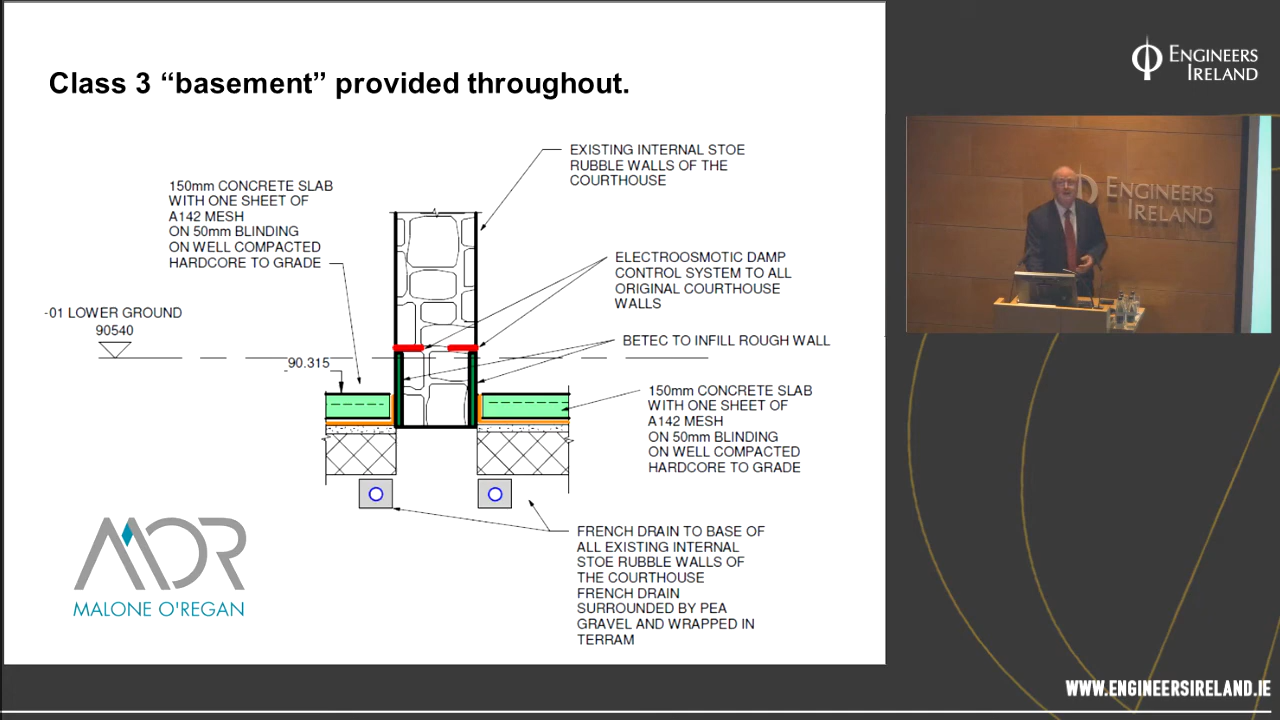 Class 3 “basement” provided throughout.
EXISTING INTERNAL STOE
RUBBLE WALLS OF THE
COURTHOUSE
150mm CONCRETE SLAB
WITH ONE SHEET OF
A142 MESH
ON 50mm BLINDING
ON WELL COMPACTED
HARDCORE TO GRADE
ELECTROOSMOTIC DAMP
CONTROL SYSTEM TO ALL
ORIGINAL COURTHOUSE
WALLS
-01 LOWER GROUND
90540
BETEC TO INFILL ROUGH WALL
90.315
150mm CONCRETE SLAB
WITH ONE SHEET OF
A142 MESH
ON 50mm BLINDING
ON WELL COMPACTED
HARDCORE TO GRADE
FRENCH DRAIN TO BASE OF
ALL EXISTING INTERNAL
STOE RUBBLE WALLS OF
THE COURTHOUSE
FRENCH DRAIN
SURROUNDED BY PEA
GRAVEL AND WRAPPED IN
TERRAM
MOR
MALONE O'REGAN
ENGINEERS
IRELAND
ENGINEERS
IRELAND
WWW.ENGINEERSIRELAND.IE